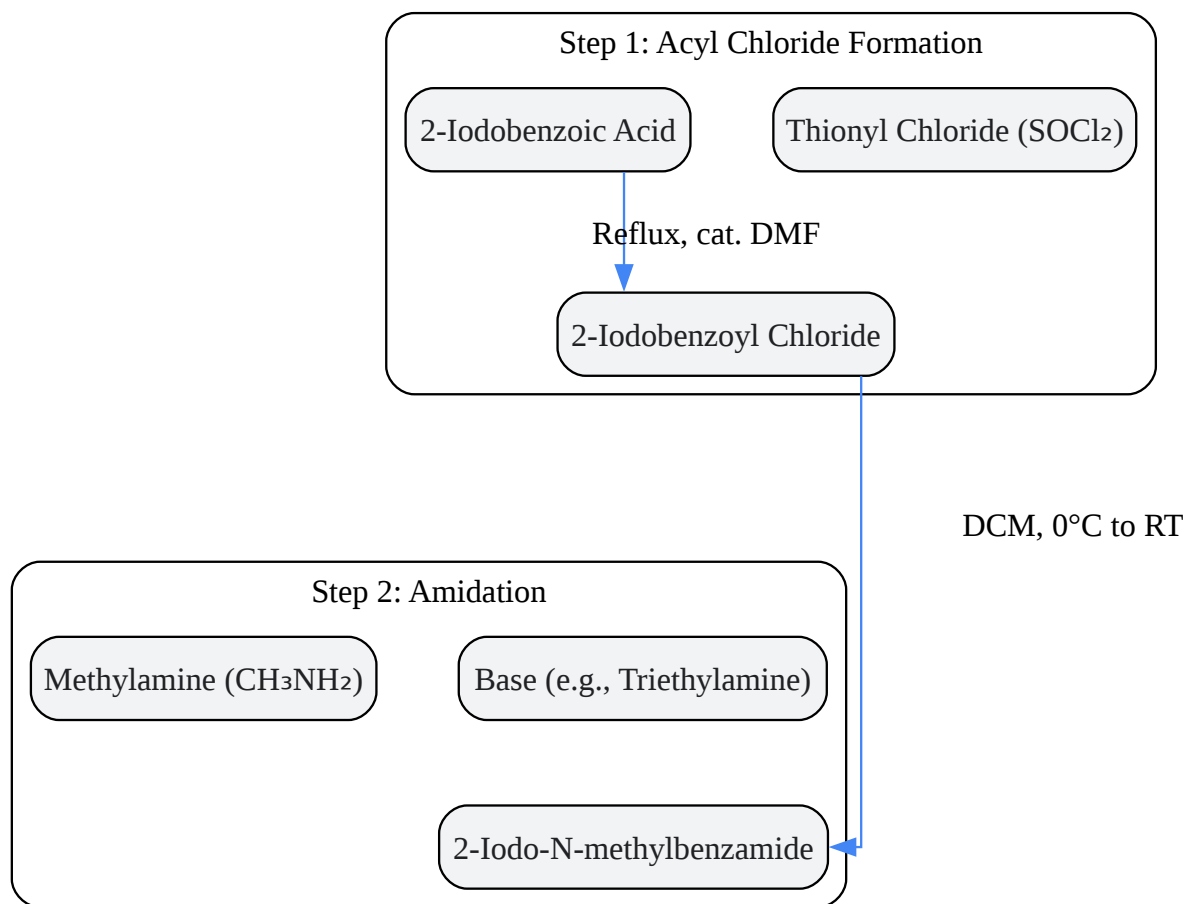 Step 1: Acyl Chloride Formation
2-Iodobenzoic Acid
Thionyl Chloride (SOCl₂)
Reflux, cat. DMF
2-Iodobenzoyl Chloride
DCM, 0°C to RT
Step 2: Amidation
Methylamine (CH₃NH₂)
Base (e.g., Triethylamine)
2-Iodo-N-methylbenzamide